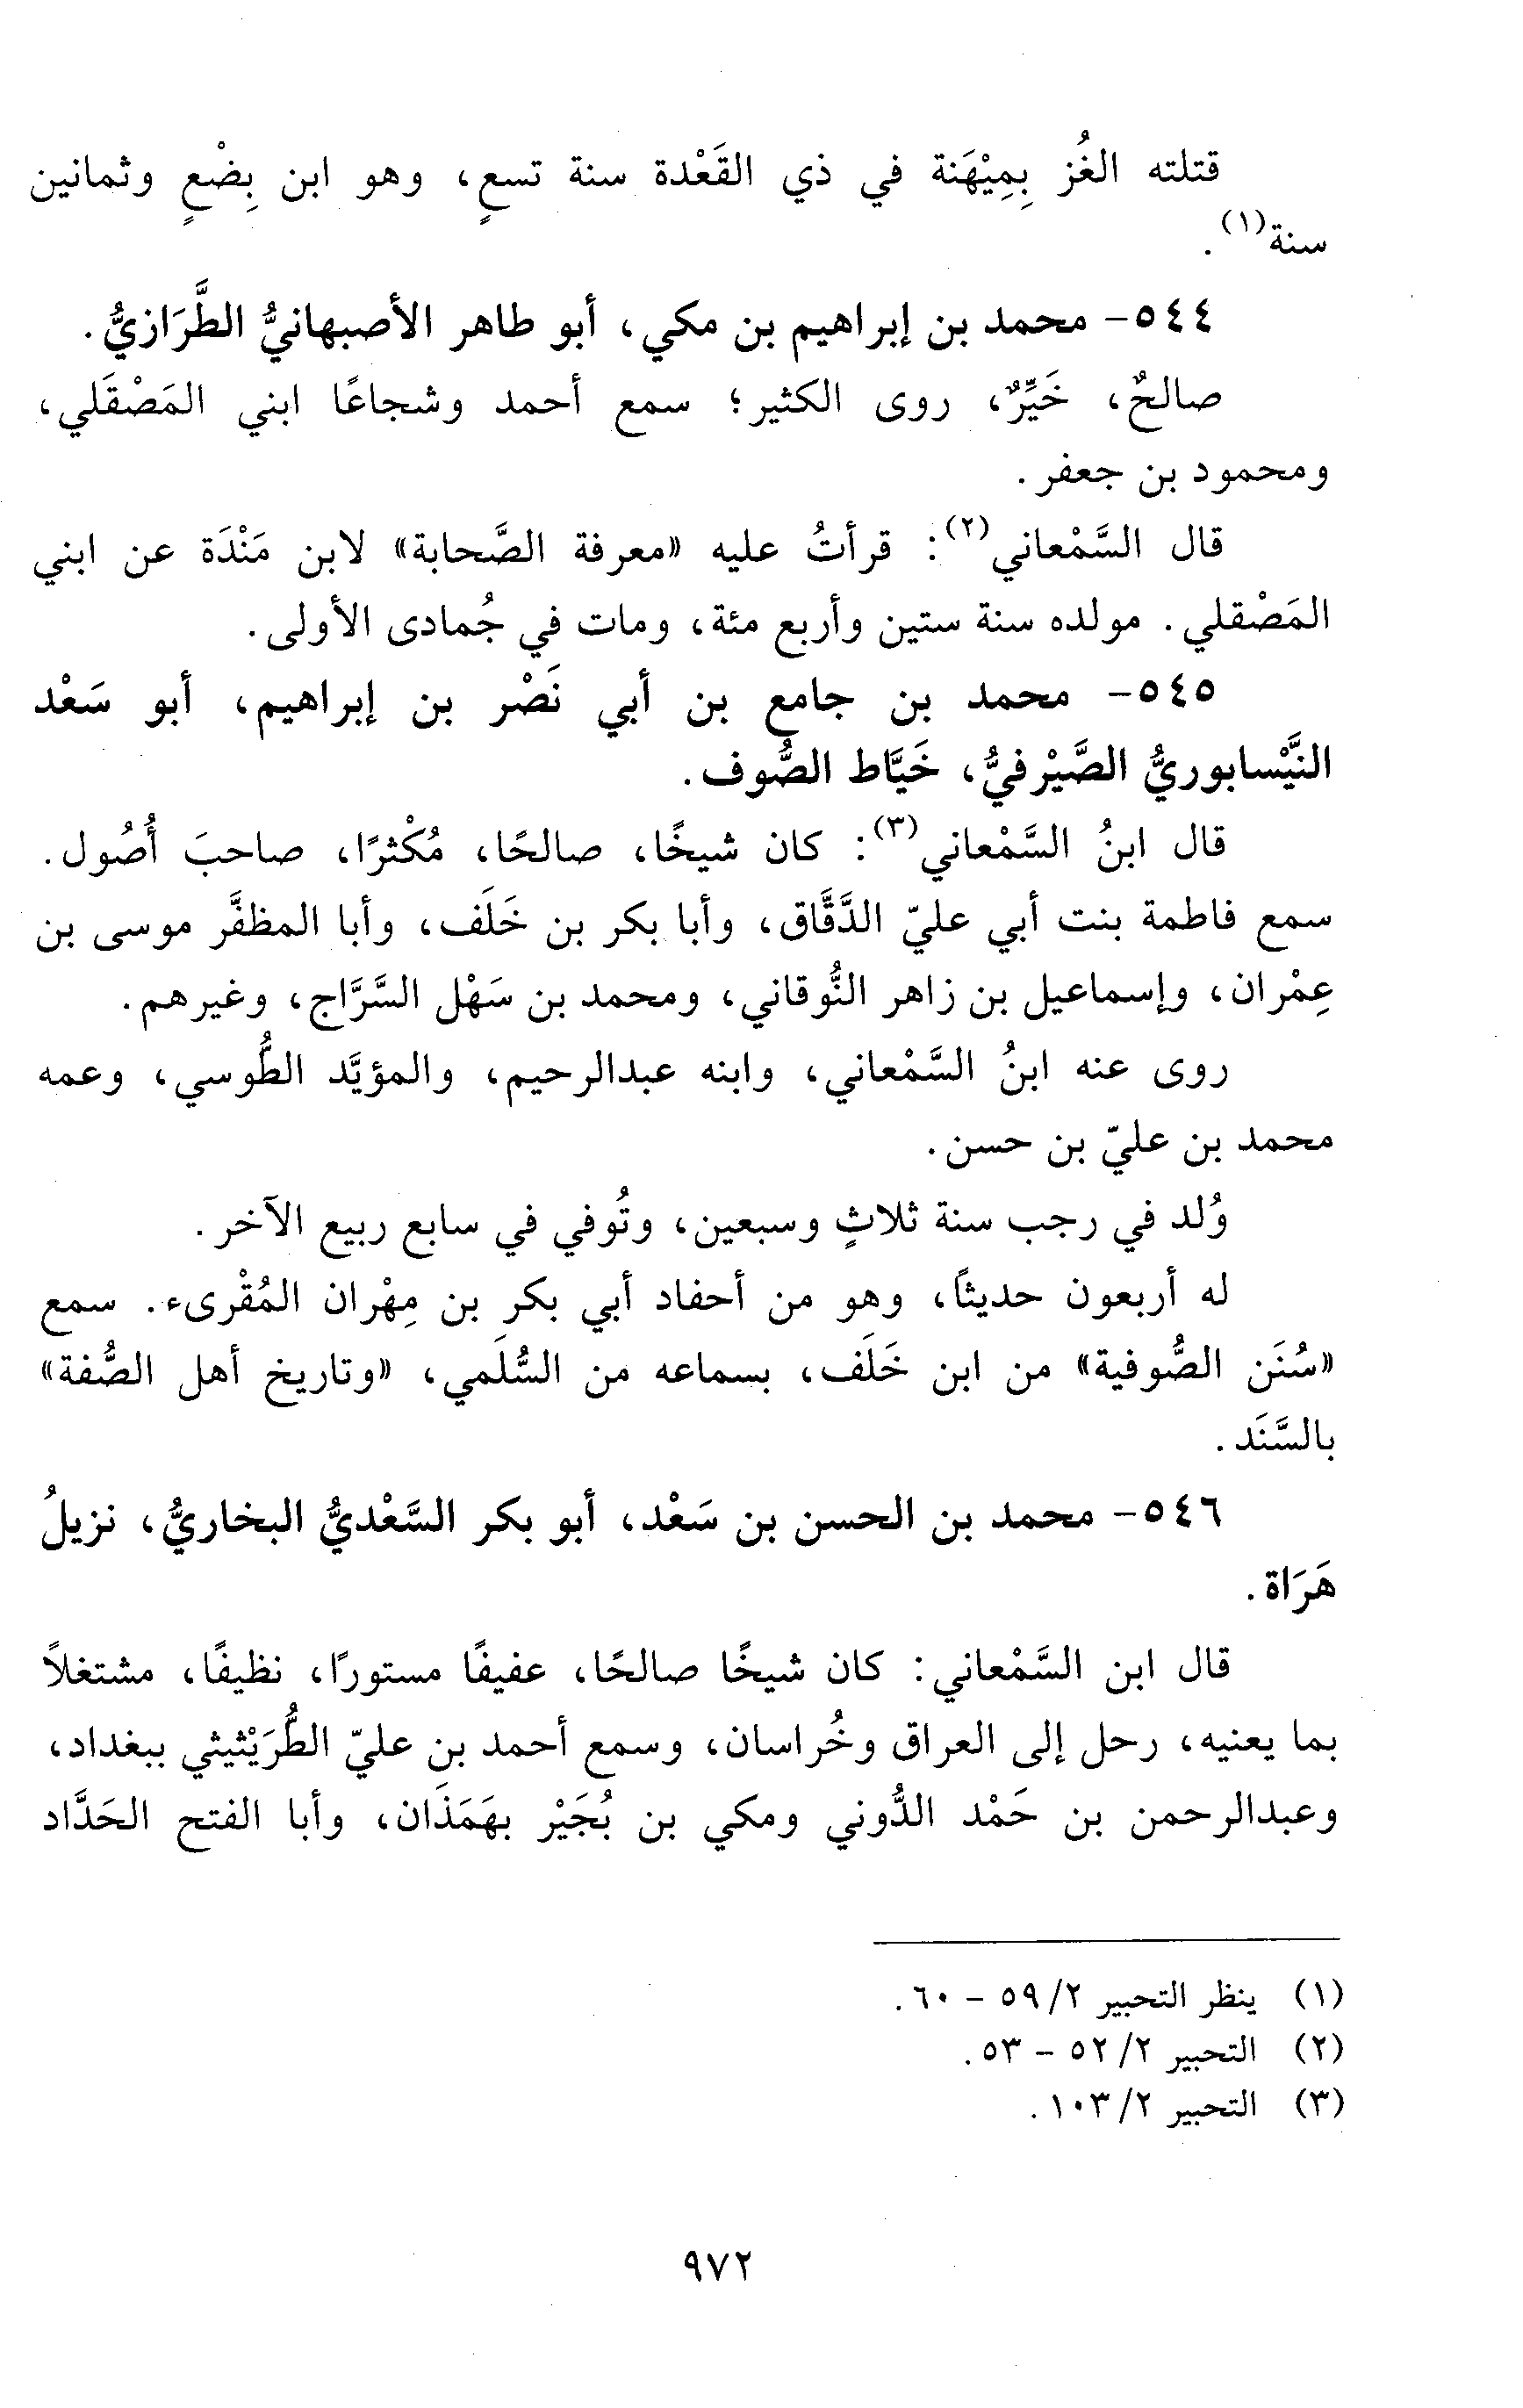 قتلته الغُز بِمِيْهَنة في ذي القَعْدة سنة تسعٍ، وهو ابن بِضْعٍ وثمانين
سنة(١).
٥٤٤- محمد بن إبراهيم بن مكي، أبو طاهر الأصبهانيُّ الطَّرَازيُّ.
صالحٌ، خَيِّرٌ، روى الكثير؛ سمع أحمد وشجاعًا ابني المَصْقَلي،
ومحمود بن جعفر.
قال السَّمْعاني(٢): قرأتُ عليه «معرفة الصَّحابة» لابن مَنْدَة عن ابني
المَصْقلي. مولده سنة ستين وأربع مئة، ومات في جُمادى الأولى.
٥٤٥- محمد بن جامع بن أبي نَصْر بن إبراهيم، أبو سَعْد
النَّيْسابوريُّ الصَّيْرفيُّ، خَيَّاط الصُّوف.
قال ابنُ السَّمْعاني(٣): كان شيخًا، صالحًا، مُكْثرًا، صاحبَ أُصُول.
سمع فاطمة بنت أبي عليّ الدَّقَّاق، وأبا بكر بن خَلَف، وأبا المظفَّر موسى بن
عِمْران، وإسماعيل بن زاهر النُّوقاني، ومحمد بن سَهْل السَّرَّاج، وغيرهم.
روى عنه ابنُ السَّمْعاني، وابنه عبدالرحيم، والمؤيَّد الطُّوسي، وعمه
محمد بن عليّ بن حسن.
وُلد في رجب سنة ثلاثٍ وسبعين، وتُوفي في سابع ربيع الآخر.
له أربعون حديثًا، وهو من أحفاد أبي بكر بن مِهْران المُقْرىء. سمع
«سُنَن الصُّوفية» من ابن خَلَف، بسماعه من السُّلَمي، «وتاريخ أهل الصُّفة»
بالسَّنَد.
٥٤٦- محمد بن الحسن بن سَعْد، أبو بكر السَّعْديُّ البخاريُّ، نزيلُ
هَرَاة.
قال ابن السَّمْعاني: كان شيخًا صالحًا، عفيفًا مستورًا، نظيفًا، مشتغلاً
بما يعنيه، رحل إلى العراق وخُراسان، وسمع أحمد بن عليّ الطُّرَيْثيثي ببغداد،
وعبدالرحمن بن حَمْد الدُّوني ومكي بن بُجَيْر بهَمَذَان، وأبا الفتح الحَدَّاد
(١) ينظر التحبير ٢/ ٥٩ - ٦٠.
(٢) التحبير ٢/ ٥٢ - ٥٣.
(٣) التحبير ٢/ ١٠٣.
٩٧٢